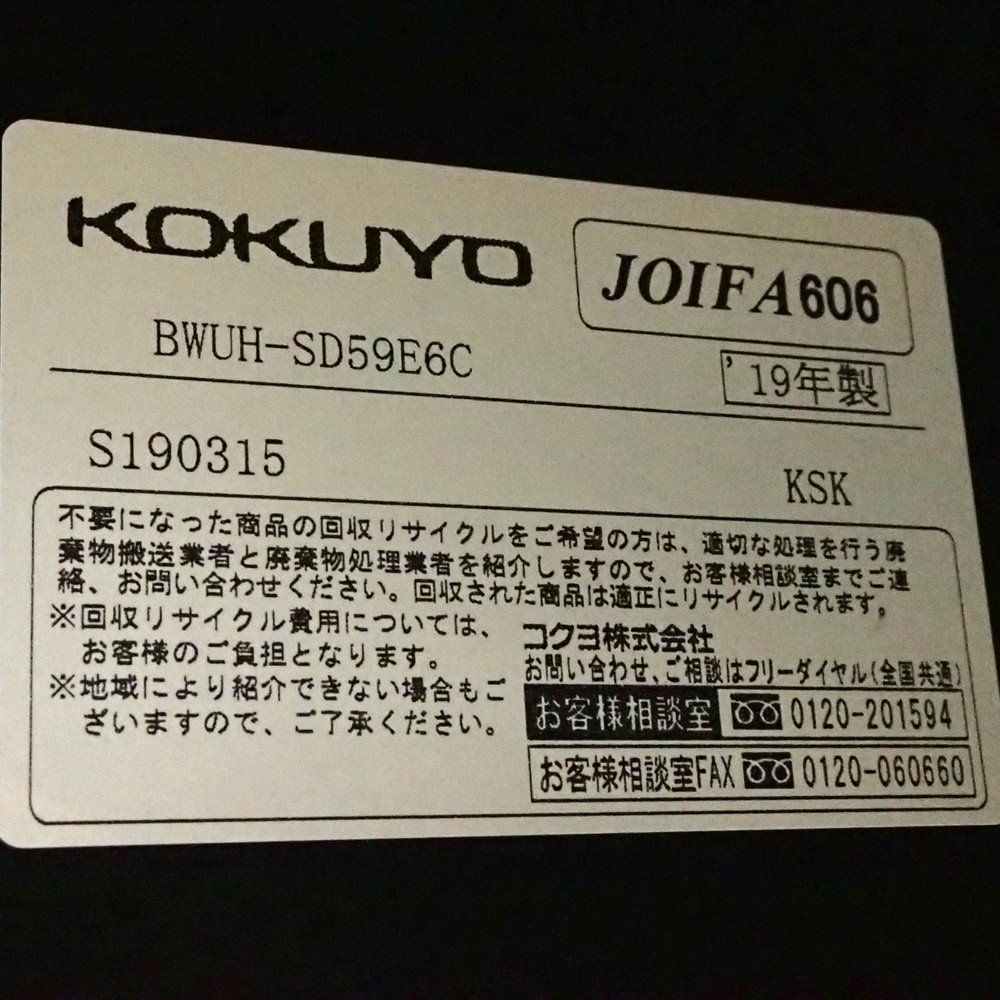 KOKUYO
JOIFA606
BWUH-SD59E6C
'19年製
S190315
KSK
不要になった商品の回収リサイクルをご希望の方は、適切な処理を行う廃
棄物搬送業者と廃棄物処理業者を紹介しますので、お客様相談室までご連
絡、お問い合わせください。回収された商品は適正にリサイクルされます。
※回収リサイクル費用については、
お客様のご負担となります。
※地域により紹介できない場合もご
ざいますので、ご了承ください。
コクヨ株式会社
お問い合わせ、ご相談はフリーダイヤル(全国共通)
お客様相談室 0120-201594
お客様相談室FAX 0120-060660